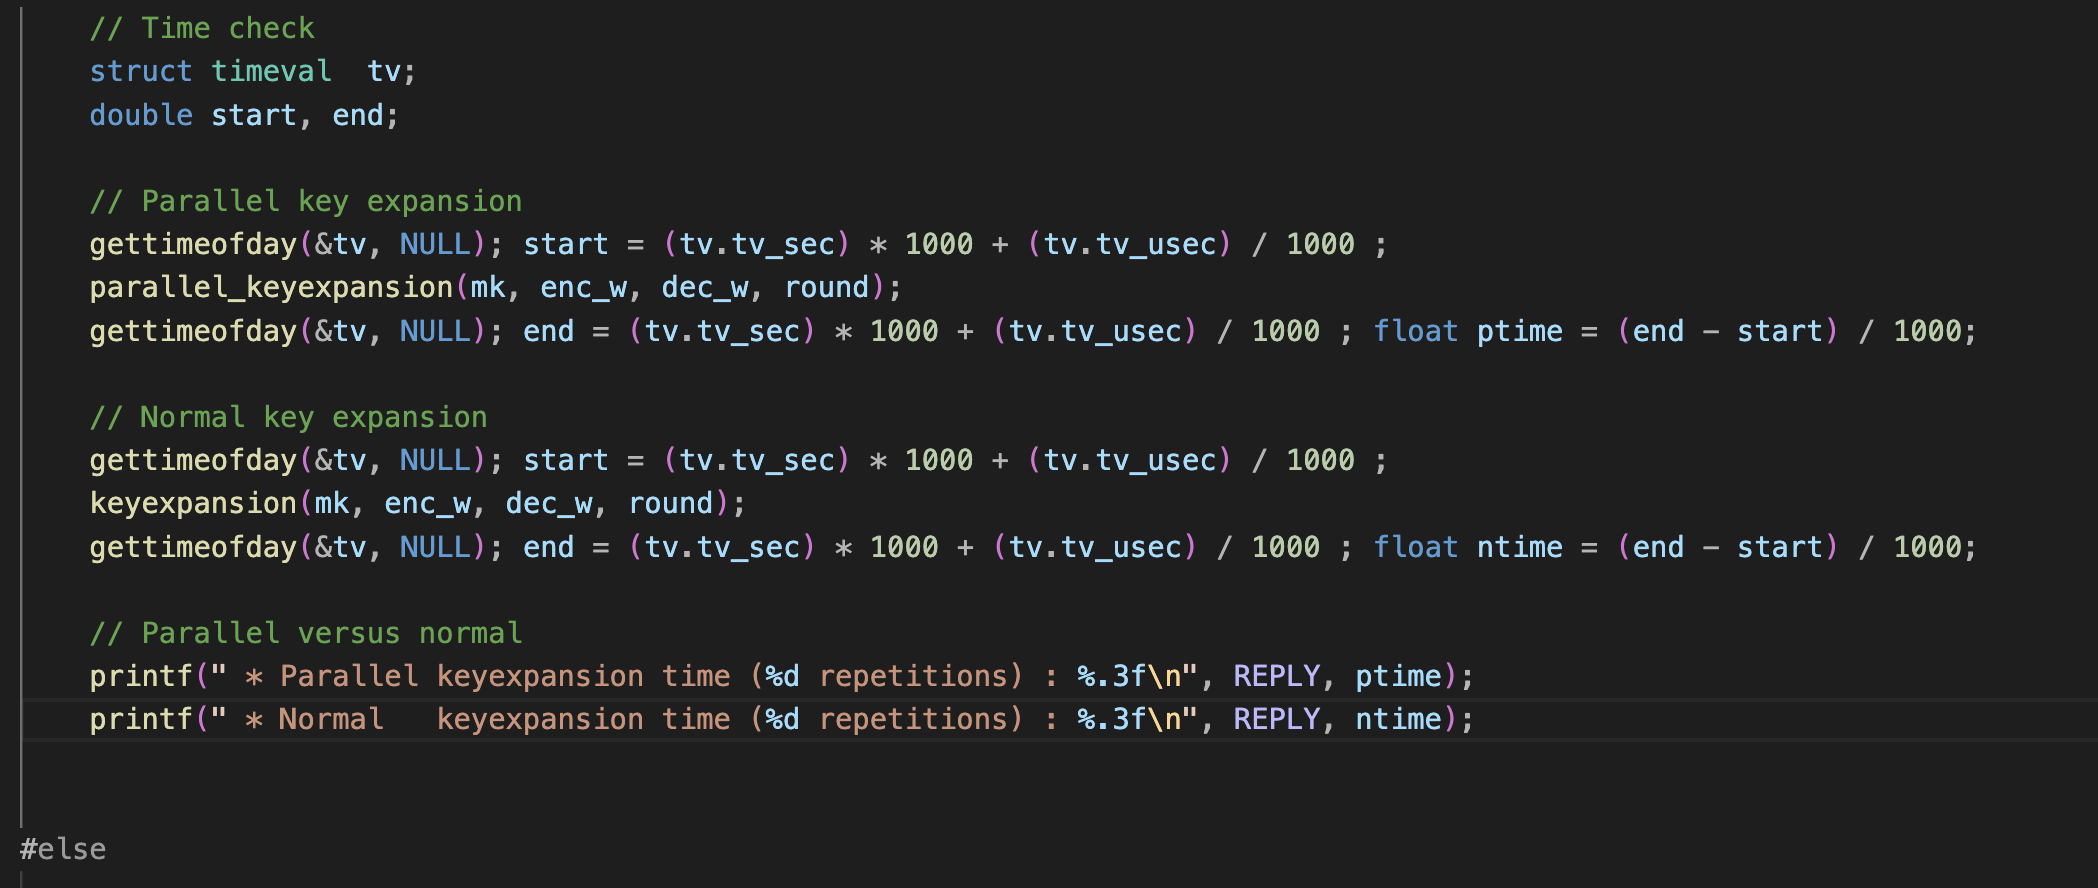 // Time check
struct timeval  tv;
double start, end;
// Parallel key expansion
gettimeofday(&tv, NULL); start = (tv.tv_sec) * 1000 + (tv.tv_usec) / 1000 ;
parallel_keyexpansion(mk, enc_w, dec_w, round);
gettimeofday(&tv, NULL); end = (tv.tv_sec) * 1000 + (tv.tv_usec) / 1000 ; float ptime = (end - start) / 1000;
// Normal key expansion
gettimeofday(&tv, NULL); start = (tv.tv_sec) * 1000 + (tv.tv_usec) / 1000 ;
keyexpansion(mk, enc_w, dec_w, round);
gettimeofday(&tv, NULL); end = (tv.tv_sec) * 1000 + (tv.tv_usec) / 1000 ; float ntime = (end - start) / 1000;
// Parallel versus normal
printf(" * Parallel keyexpansion time (%d repetitions) : %.3f\n", REPLY, ptime);
printf(" * Normal   keyexpansion time (%d repetitions) : %.3f\n", REPLY, ntime);
#else